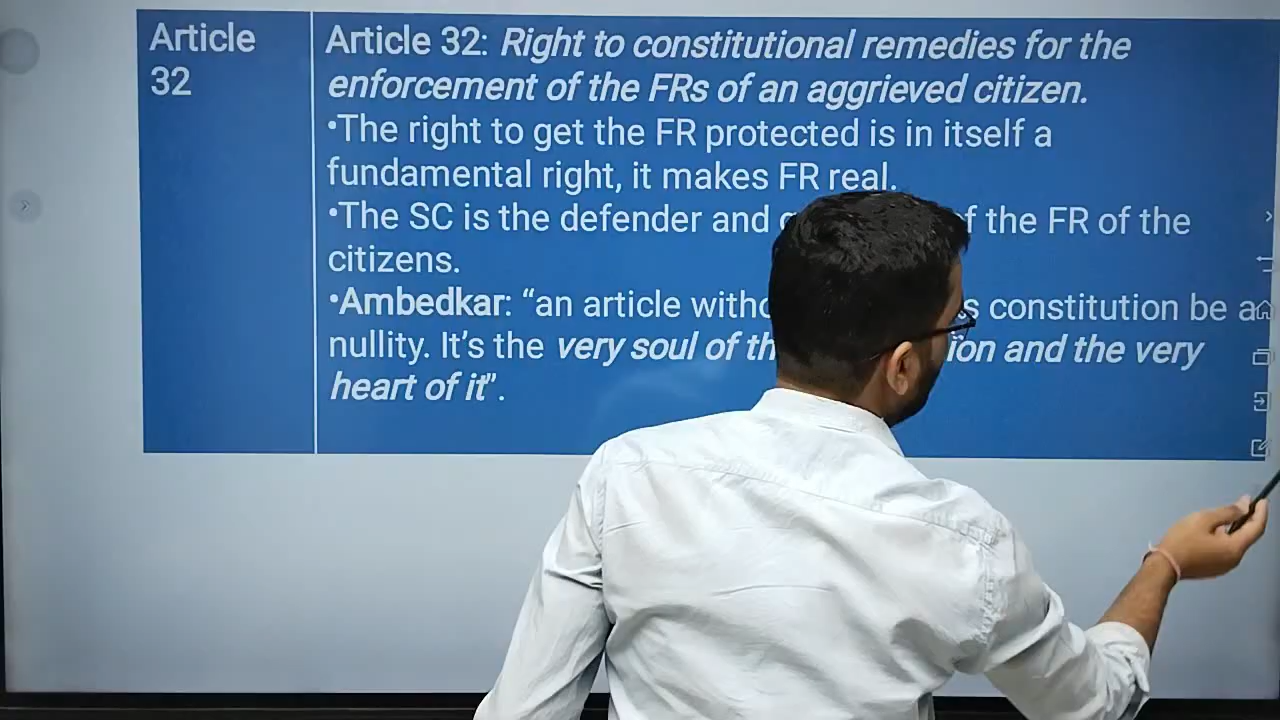 Article
32
Article 32: Right to constitutional remedies for the
enforcement of the FRs of an aggrieved citizen.
•The right to get the FR protected is in itself a
fundamental right, it makes FR real.
•The SC is the defender and of the FR of the
citizens.
•Ambedkar: “an article constitution be a
nullity. It’s the very soul of and the very
heart of it”.